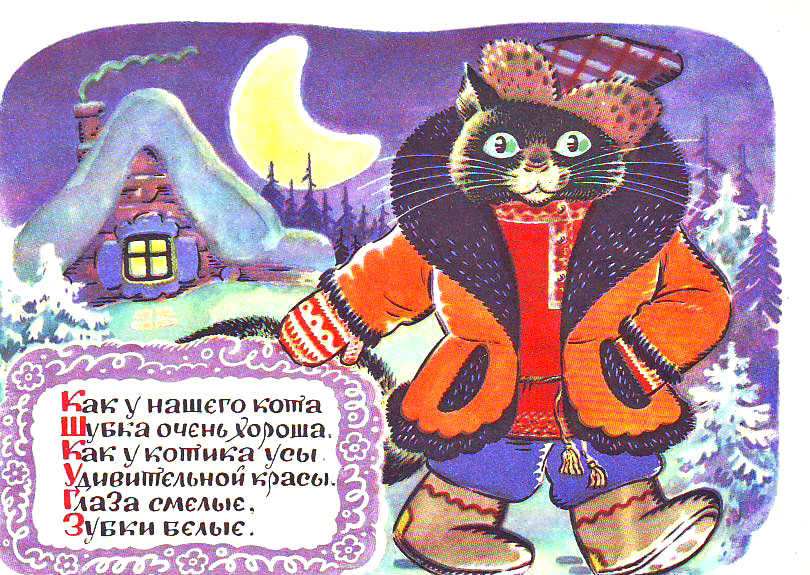 Как у нашего кота
Шубка очень хороша.
Как у котика усы
Удивительной красы.
Глаза смелые,
Зубки белые.